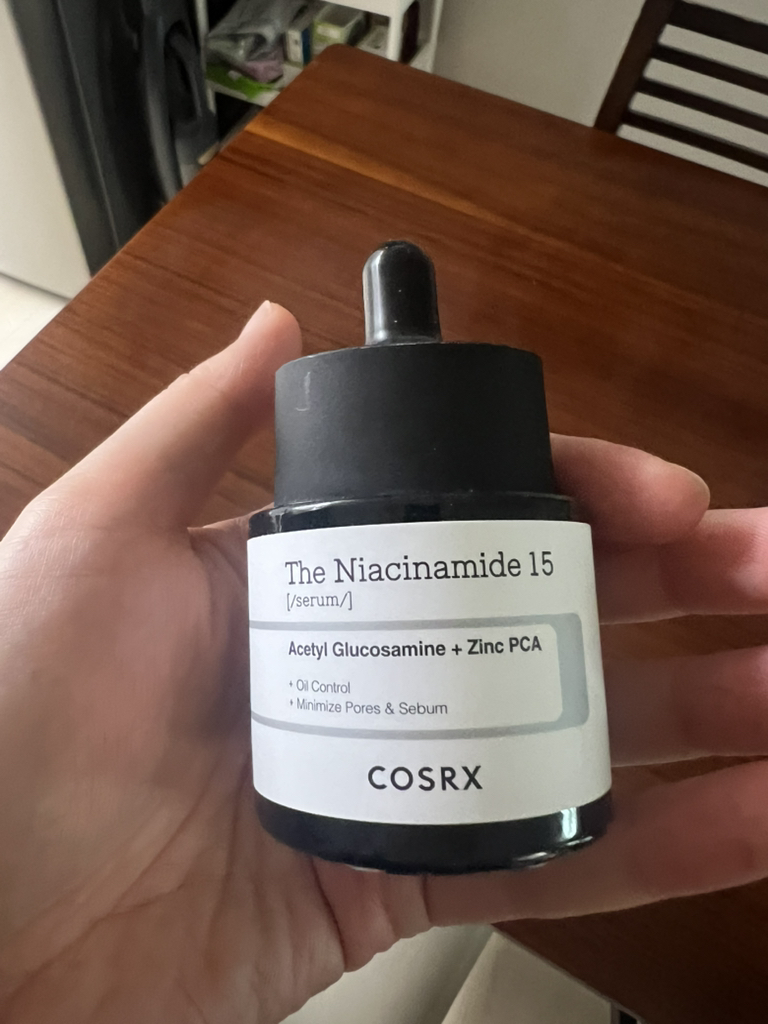 The Niacinamide 15
[/serum/]
Acetyl Glucosamine + Zinc PCA
+ Oil Control
+ Minimize Pores & Sebum
COSRX